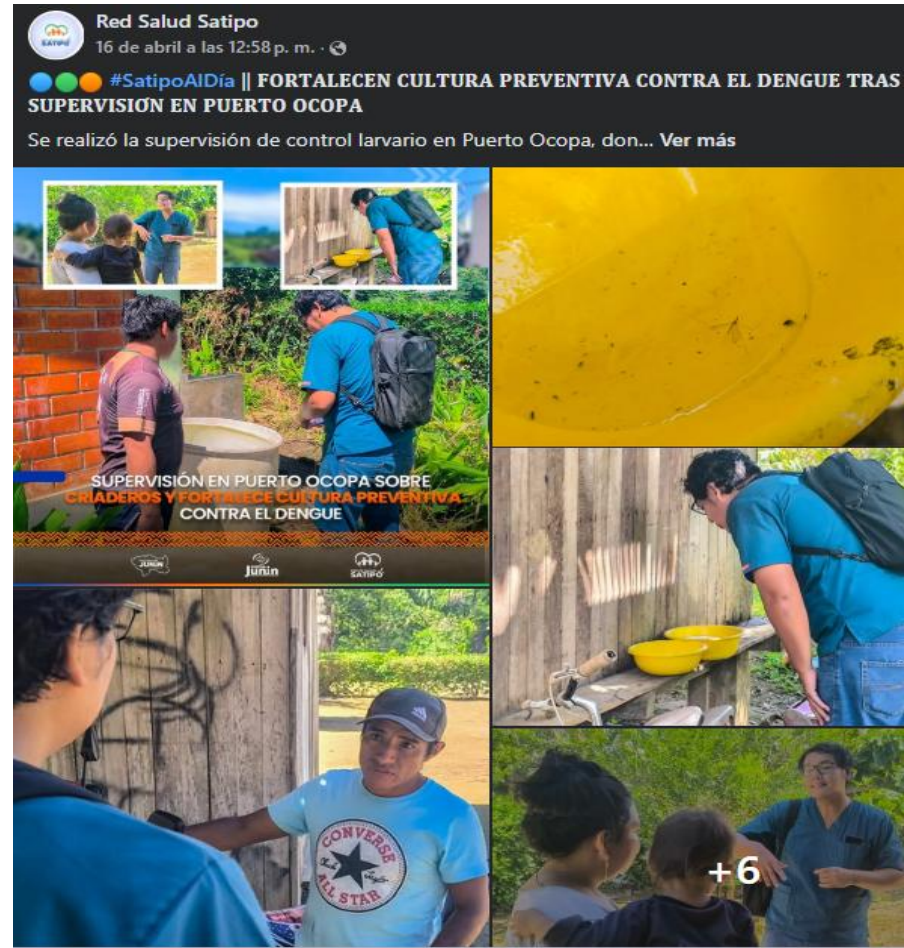 Red Salud Satipo
16 de abril a las 12:58 p. m. ·
#SatipoAlDía || FORTALECEN CULTURA PREVENTIVA CONTRA EL DENGUE TRAS
SUPERVISIÓN EN PUERTO OCOPA
Se realizó la supervisión de control larvario en Puerto Ocopa, don... Ver más
SUPERVISIÓN EN PUERTO OCOPA SOBRE
CRIADEROS Y FORTALECE CULTURA PREVENTIVA
CONTRA EL DENGUE
JUNÍN
Junín
SATIPO
CONVERSE
ALL STAR
+6